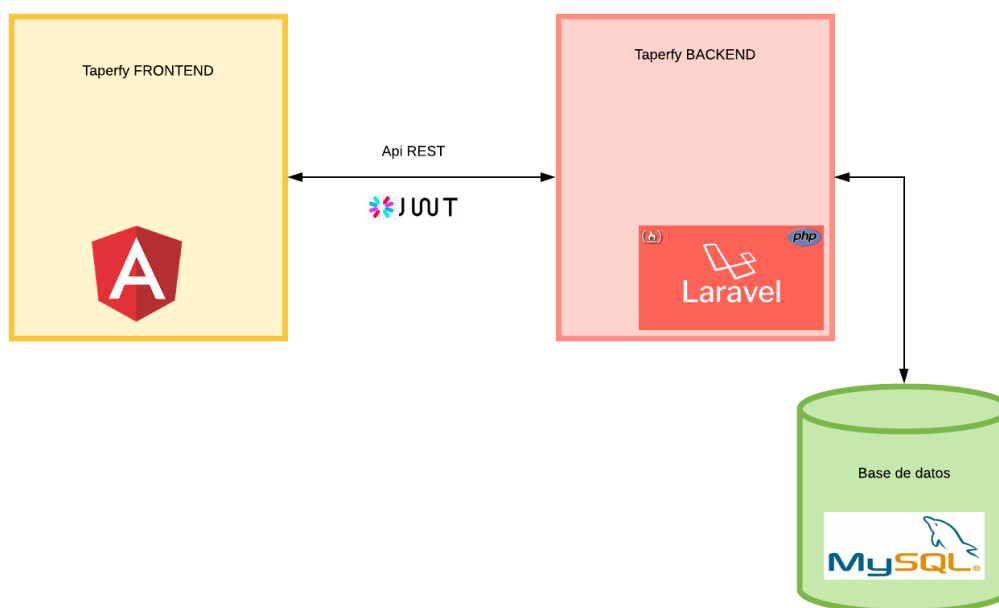 Taperfy FRONTEND
Taperfy BACKEND
Api REST
JWT
php
Laravel
Base de datos
MySQL®